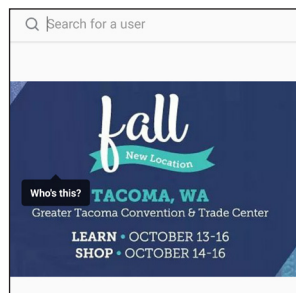 Search for a user
fall
New Location
Who's this?
TACOMA, WA
Greater Tacoma Convention & Trade Center
LEARN • OCTOBER 13-16
SHOP • OCTOBER 14-16